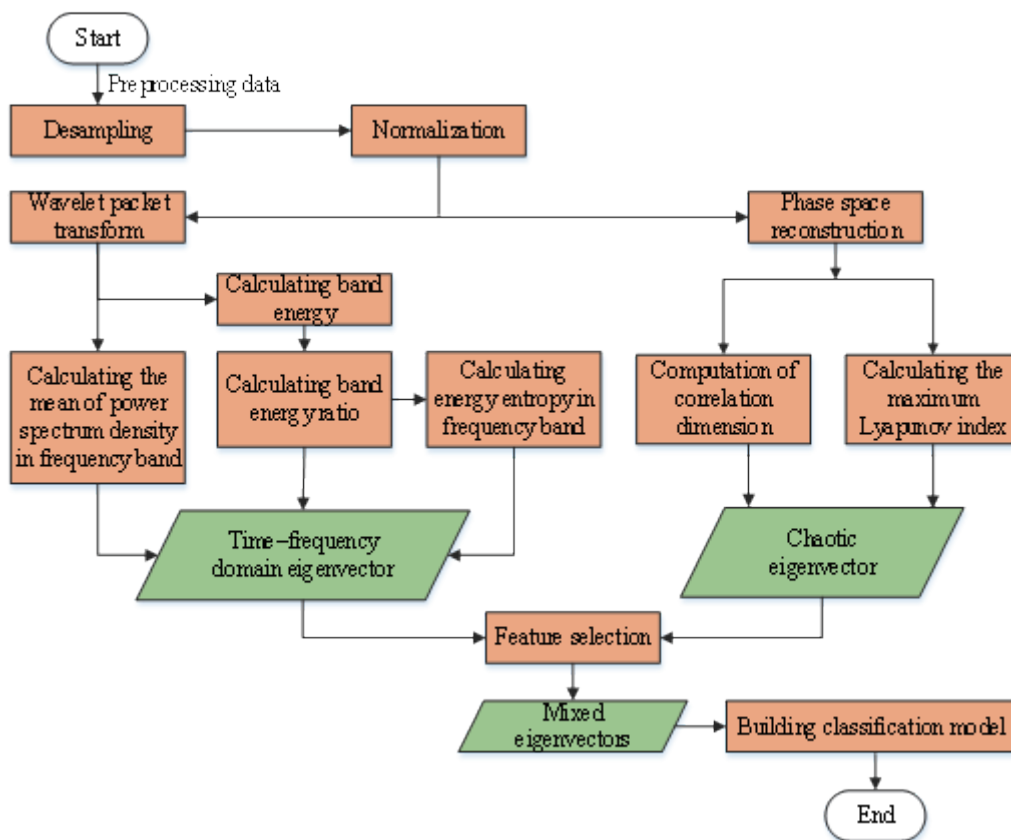 Start
Preprocessing data
Desampling
Normalization
Wavelet packet
transform
Phase space
reconstruction
Calculating band
energy
Calculating the
mean of power
spectrum density
in frequency band
Calculating band
energy ratio
Calculating
energy entropy in
frequency band
Computation of
correlation
dimension
Calculating the
maximum
Lyapunov index
Time-frequency
domain eigenvector
Chaotic
eigenvector
Feature selection
Mixed
eigenvectors
Building classification model
End